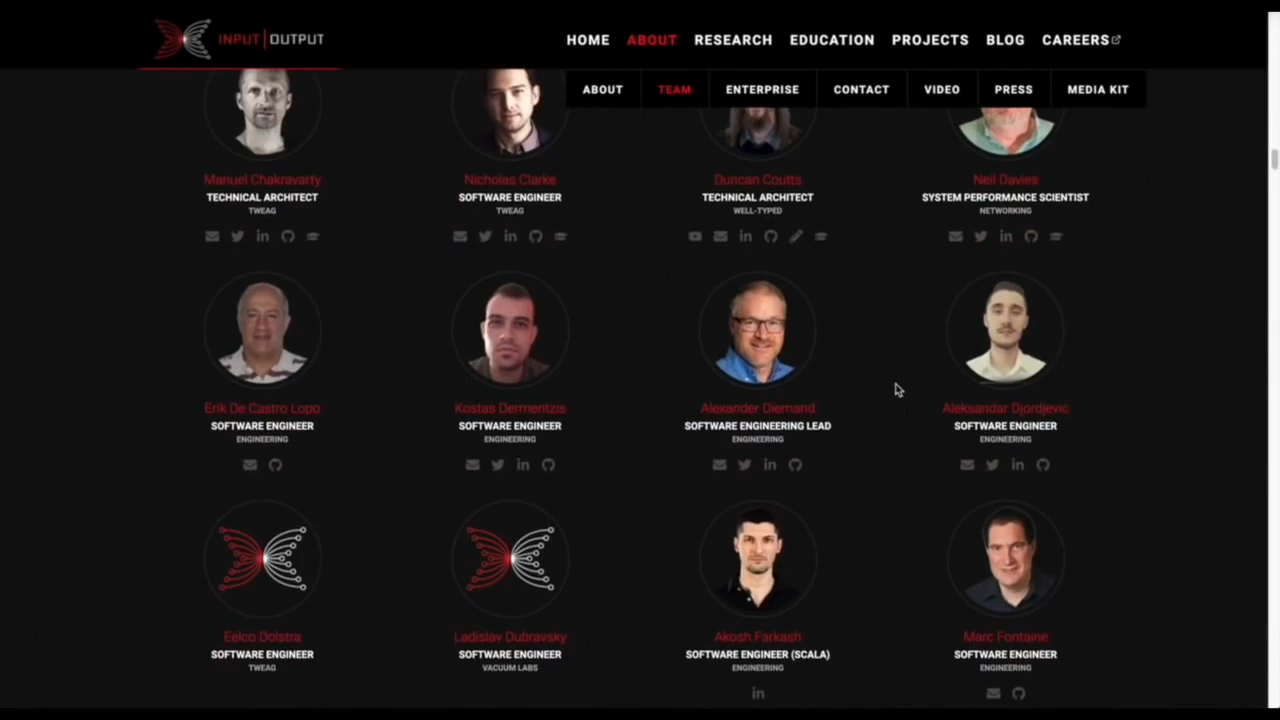 INPUT | OUTPUT
HOME ABOUT RESEARCH EDUCATION PROJECTS BLOG CAREERS
ABOUT TEAM ENTERPRISE CONTACT VIDEO PRESS MEDIA KIT
Manuel Chakravarty Nicholas Clarke Duncan Coutts Neil Davies
TECHNICAL ARCHITECT SOFTWARE ENGINEER TECHNICAL ARCHITECT SYSTEM PERFORMANCE SCIENTIST
TWEAG TWEAG WELL-TYPED NETWORKING
Erik De Castro Lopo Kostas Dermentzis Alexander Diemand Aleksandar Djordjevic
SOFTWARE ENGINEER SOFTWARE ENGINEER SOFTWARE ENGINEERING LEAD SOFTWARE ENGINEER
ENGINEERING ENGINEERING ENGINEERING ENGINEERING
Eelco Dolstra Ladislav Dubravsky Akosh Farkash Marc Fontaine
SOFTWARE ENGINEER SOFTWARE ENGINEER SOFTWARE ENGINEER (SCALA) SOFTWARE ENGINEER
TWEAG VACUUM LABS ENGINEERING ENGINEERING